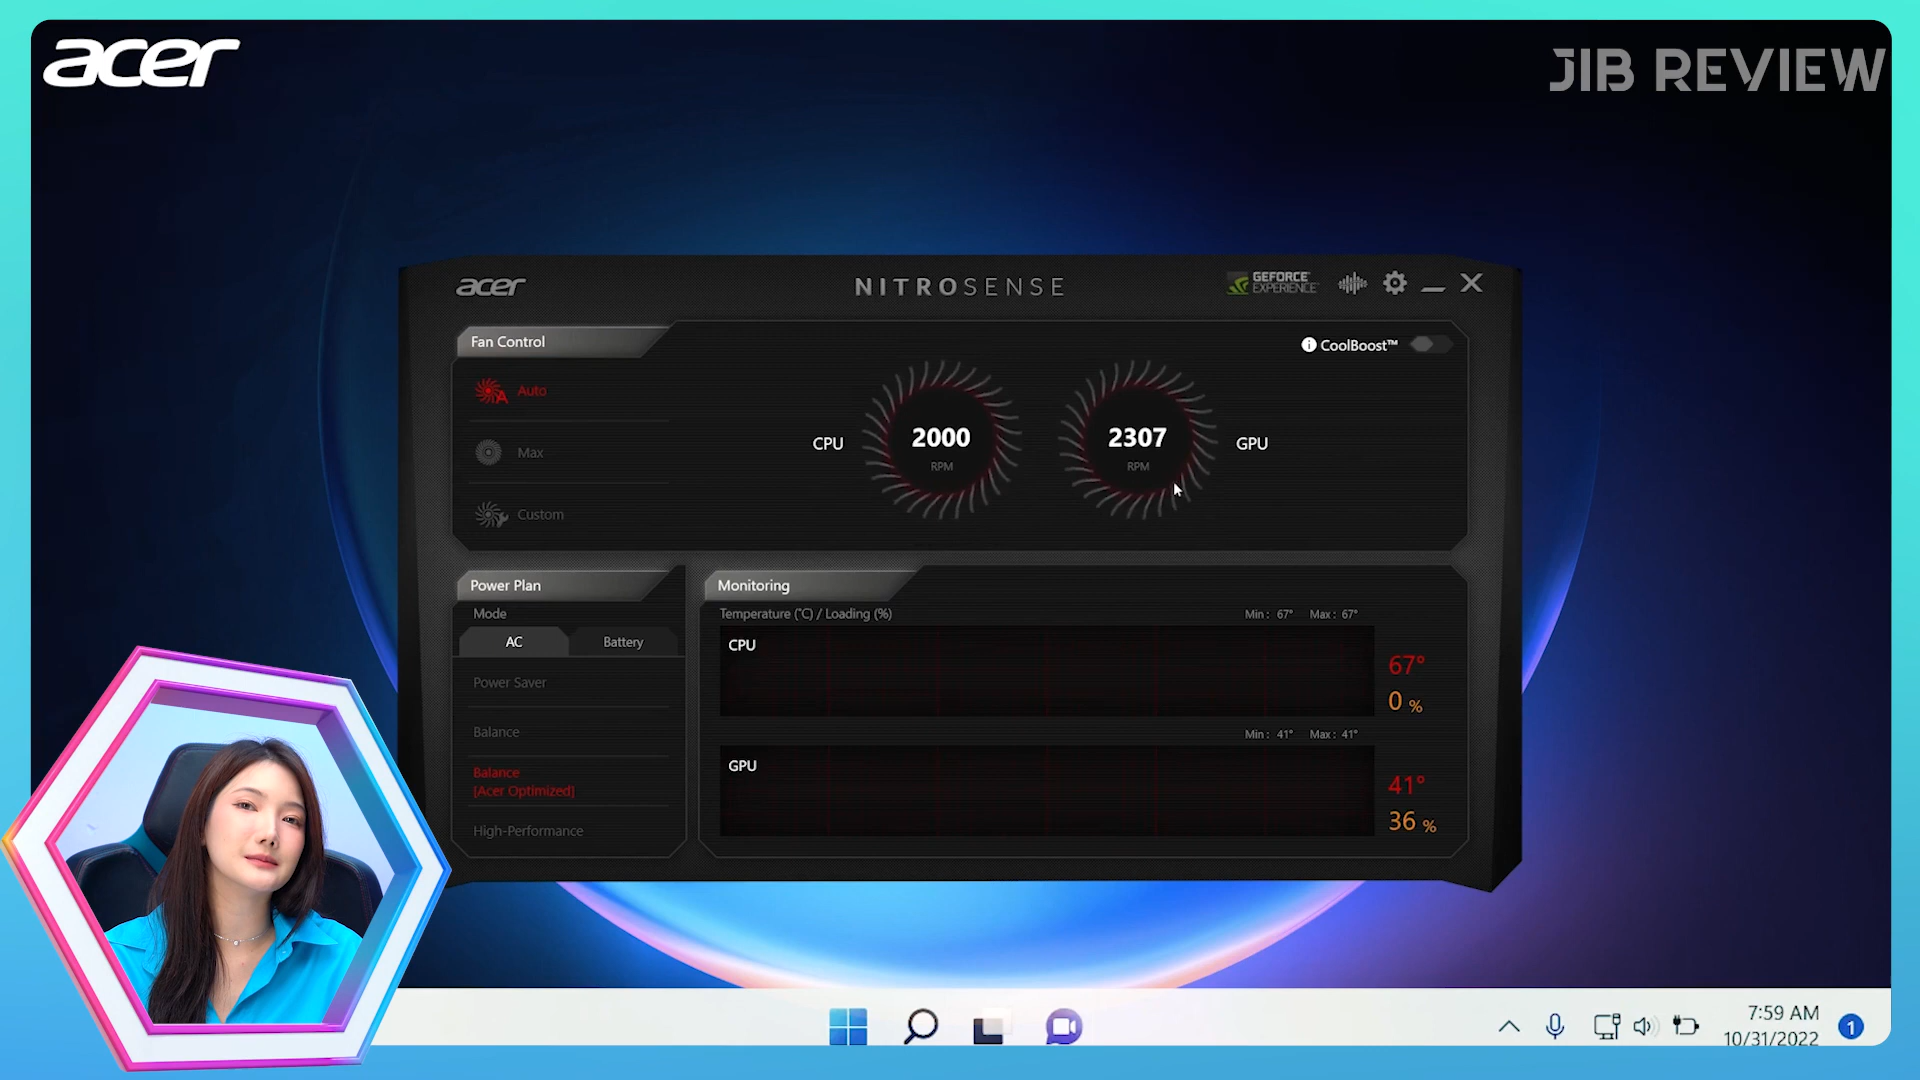 acer
JIB REVIEW
acer
NITROSENSE
GEFORCE
EXPERIENCE
Fan Control
i CoolBoost™
Auto
Max
Custom
CPU
2000
RPM
2307
RPM
GPU
Power Plan
Mode
AC
Battery
Power Saver
Balance
Balance
[Acer Optimized]
High-Performance
Monitoring
Temperature (°C) / Loading (%)
Min : 67° Max : 67°
CPU
67°
0 %
Min : 41° Max : 41°
GPU
41°
36 %
7:59 AM
10/31/2022
1